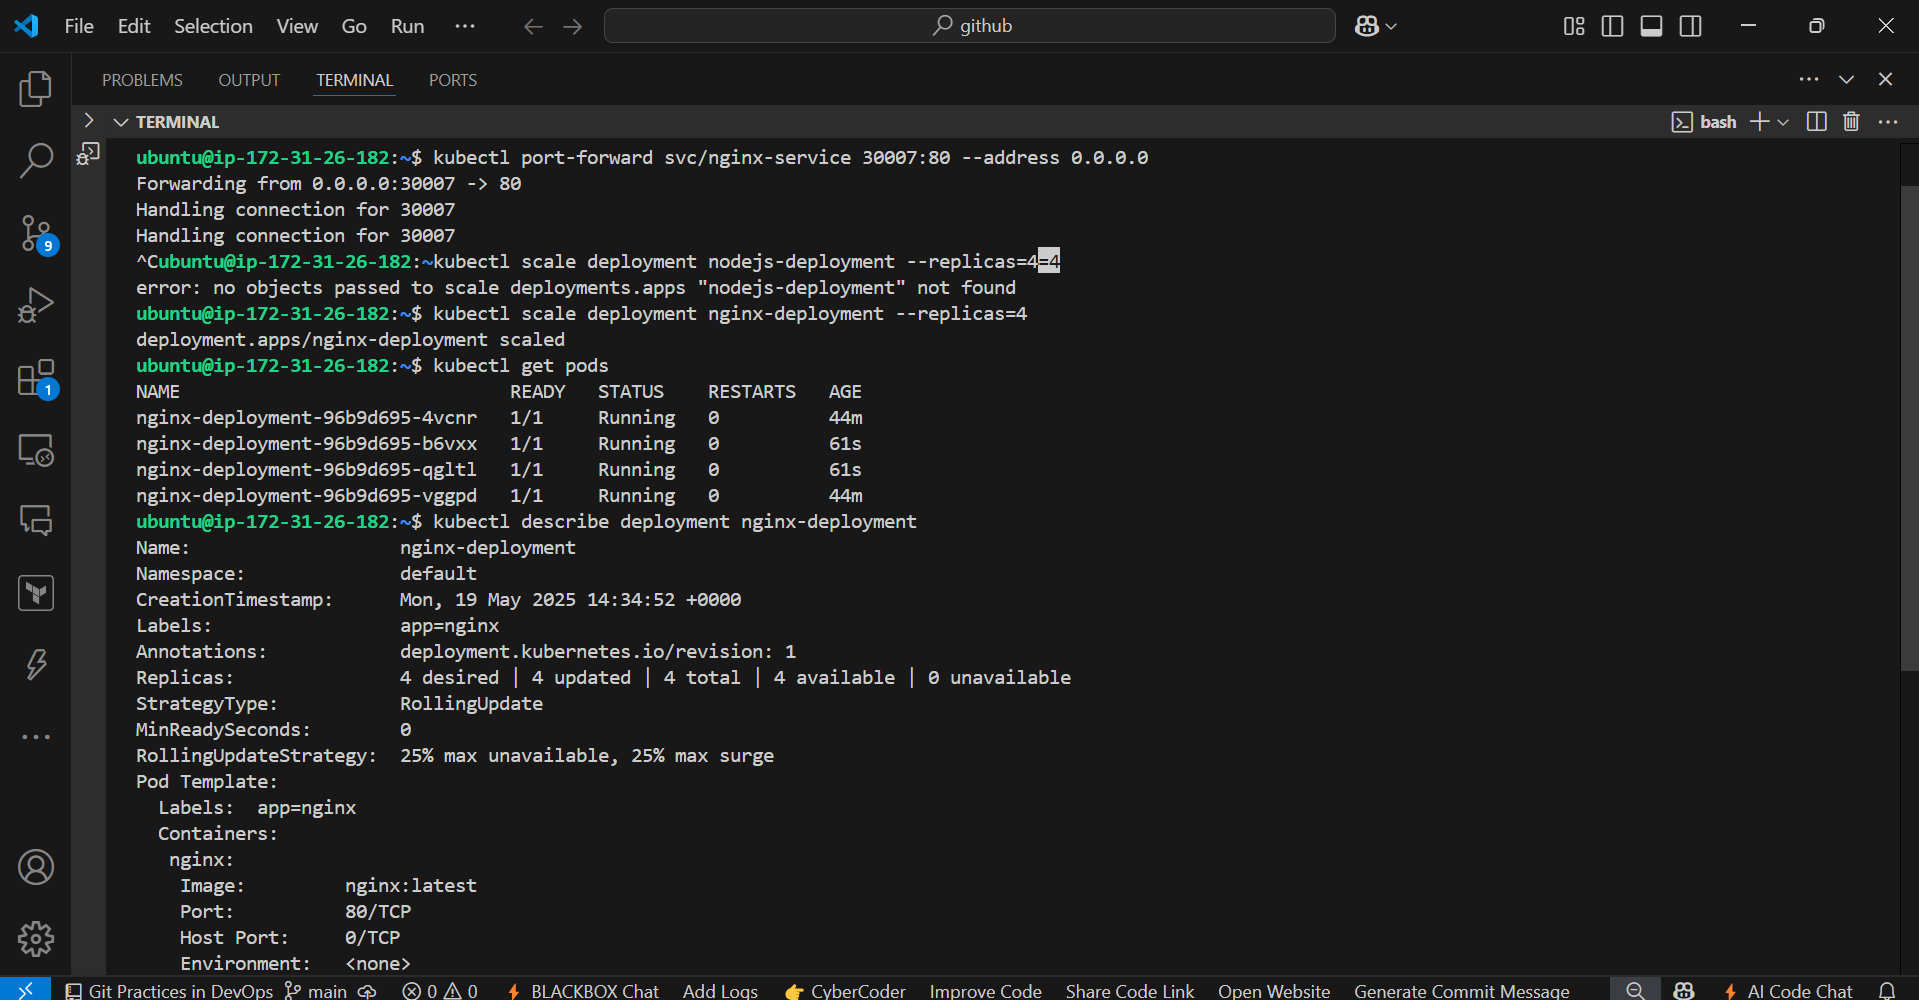 File Edit Selection View Go Run ··· github
PROBLEMS OUTPUT TERMINAL PORTS
TERMINAL bash
ubuntu@ip-172-31-26-182:~$ kubectl port-forward svc/nginx-service 30007:80 --address 0.0.0.0
Forwarding from 0.0.0.0:30007 -> 80
Handling connection for 30007
Handling connection for 30007
^Cubuntu@ip-172-31-26-182:~kubectl scale deployment nodejs-deployment --replicas=4=4
error: no objects passed to scale deployments.apps "nodejs-deployment" not found
ubuntu@ip-172-31-26-182:~$ kubectl scale deployment nginx-deployment --replicas=4
deployment.apps/nginx-deployment scaled
ubuntu@ip-172-31-26-182:~$ kubectl get pods
NAME READY STATUS RESTARTS AGE
nginx-deployment-96b9d695-4vcnr 1/1 Running 0 44m
nginx-deployment-96b9d695-b6vxx 1/1 Running 0 61s
nginx-deployment-96b9d695-qgltl 1/1 Running 0 61s
nginx-deployment-96b9d695-vggpd 1/1 Running 0 44m
ubuntu@ip-172-31-26-182:~$ kubectl describe deployment nginx-deployment
Name: nginx-deployment
Namespace: default
CreationTimestamp: Mon, 19 May 2025 14:34:52 +0000
Labels: app=nginx
Annotations: deployment.kubernetes.io/revision: 1
Replicas: 4 desired | 4 updated | 4 total | 4 available | 0 unavailable
StrategyType: RollingUpdate
MinReadySeconds: 0
RollingUpdateStrategy: 25% max unavailable, 25% max surge
Pod Template:
Labels: app=nginx
Containers:
nginx:
Image: nginx:latest
Port: 80/TCP
Host Port: 0/TCP
Environment: <none>
9
1
Git Practices in DevOps main 0 0 BLACKBOX Chat Add Logs 👉 CyberCoder Improve Code Share Code Link Open Website Generate Commit Message AI Code Chat